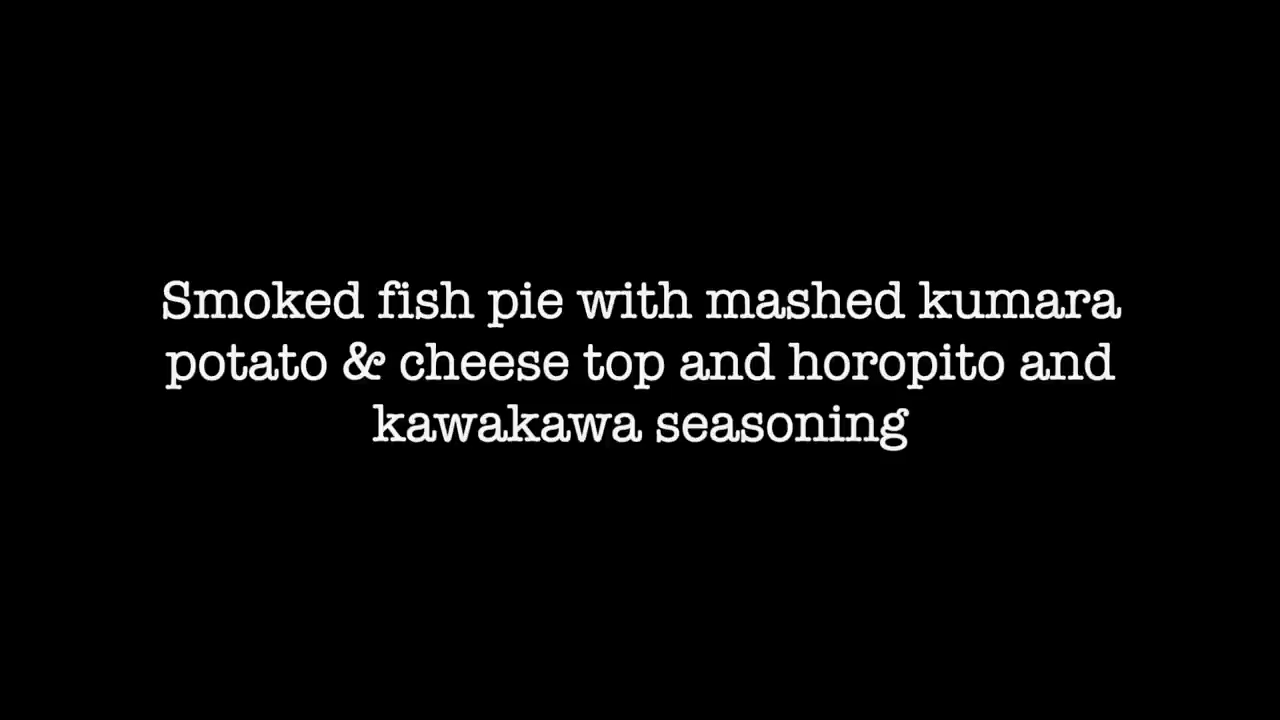 Smoked fish pie with mashed kumara
potato & cheese top and horopito and
kawakawa seasoning